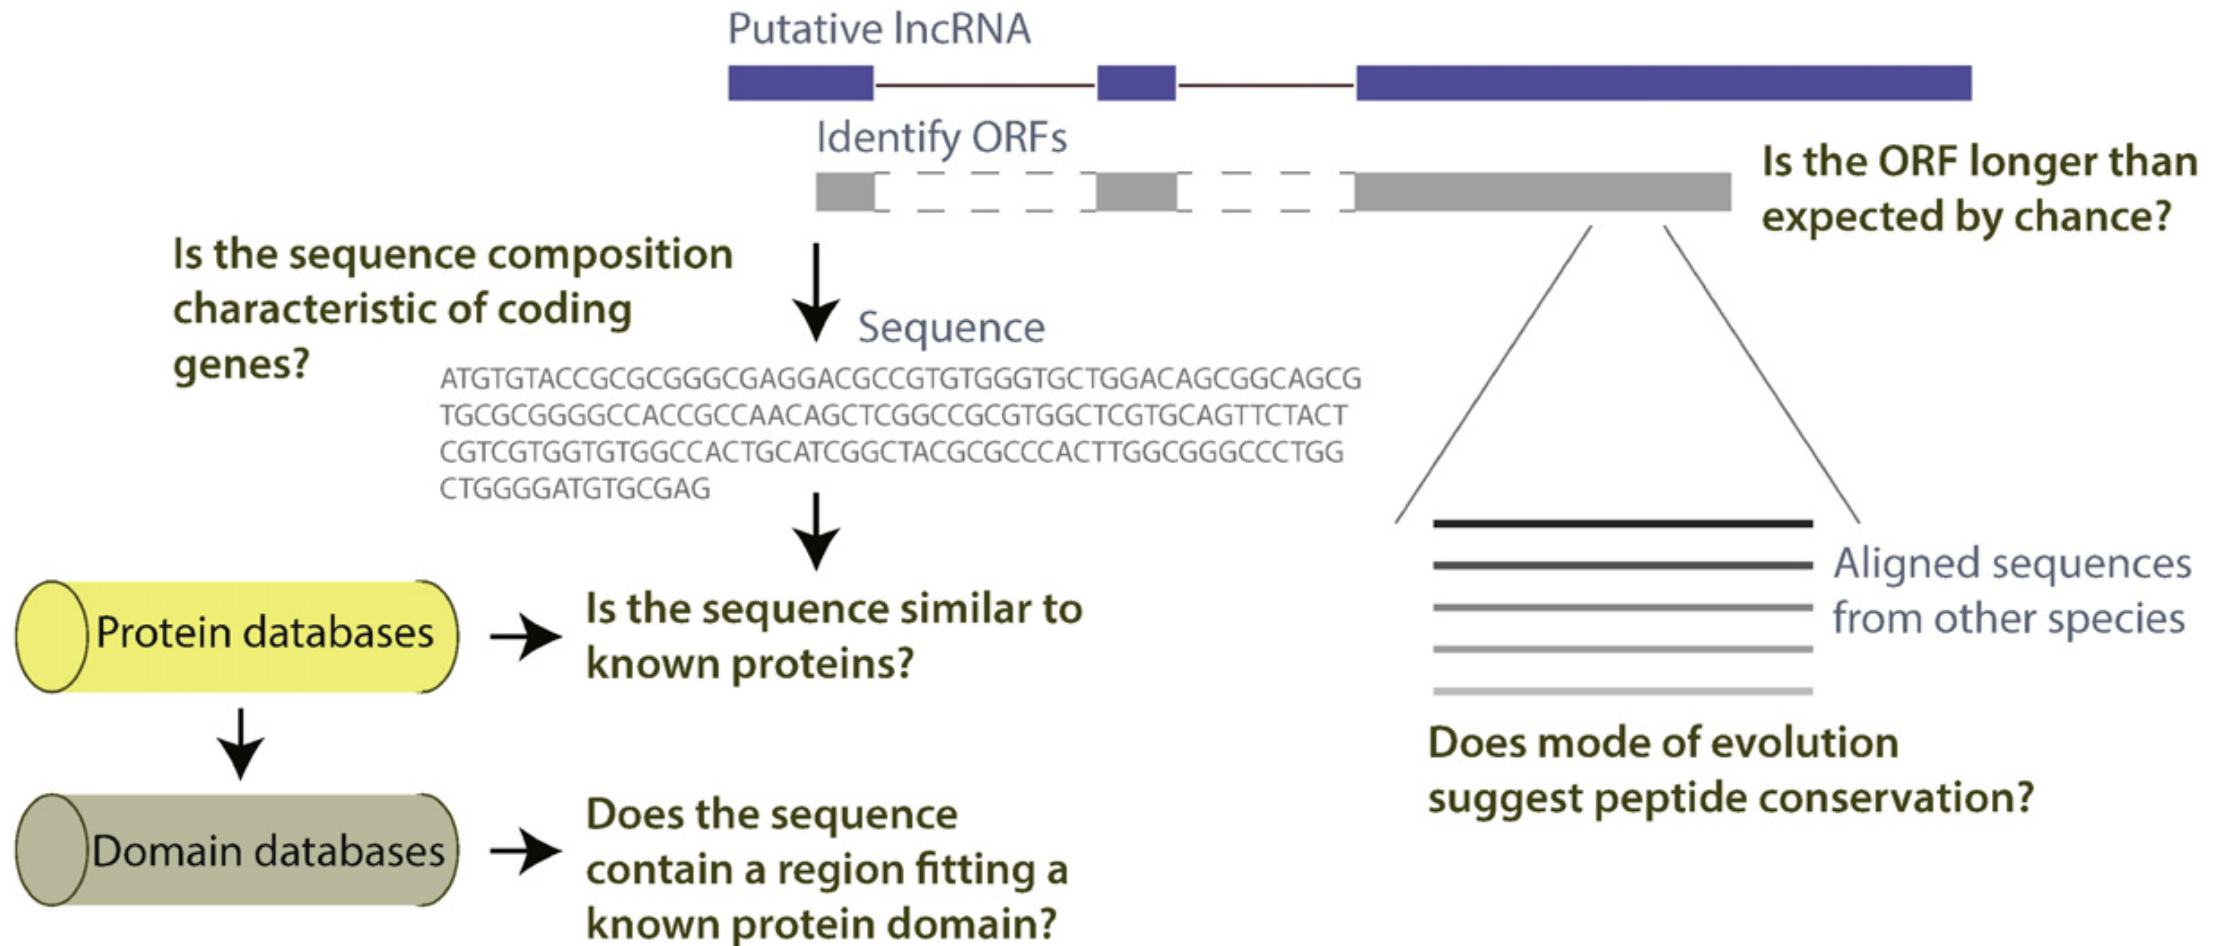 Putative lncRNA
Identify ORFs
Is the ORF longer than
expected by chance?
Is the sequence composition
characteristic of coding
genes?
Sequence
ATGTGTACCGCGCGGGCGAGGACGCCGTGTGGGTGCTGGACAGCGGCAGCG
TGCGCGGGGCCACCGCCAACAGCTCGGCCGCGTGGCTCGTGCAGTTCTACT
CGTCGTGGTGTGGCCACTGCATCGGCTACGCGCCCACTTGGCGGGCCCTGG
CTGGGGATGTGCGAG
Protein databases
Is the sequence similar to
known proteins?
Aligned sequences
from other species
Does mode of evolution
suggest peptide conservation?
Domain databases
Does the sequence
contain a region fitting a
known protein domain?